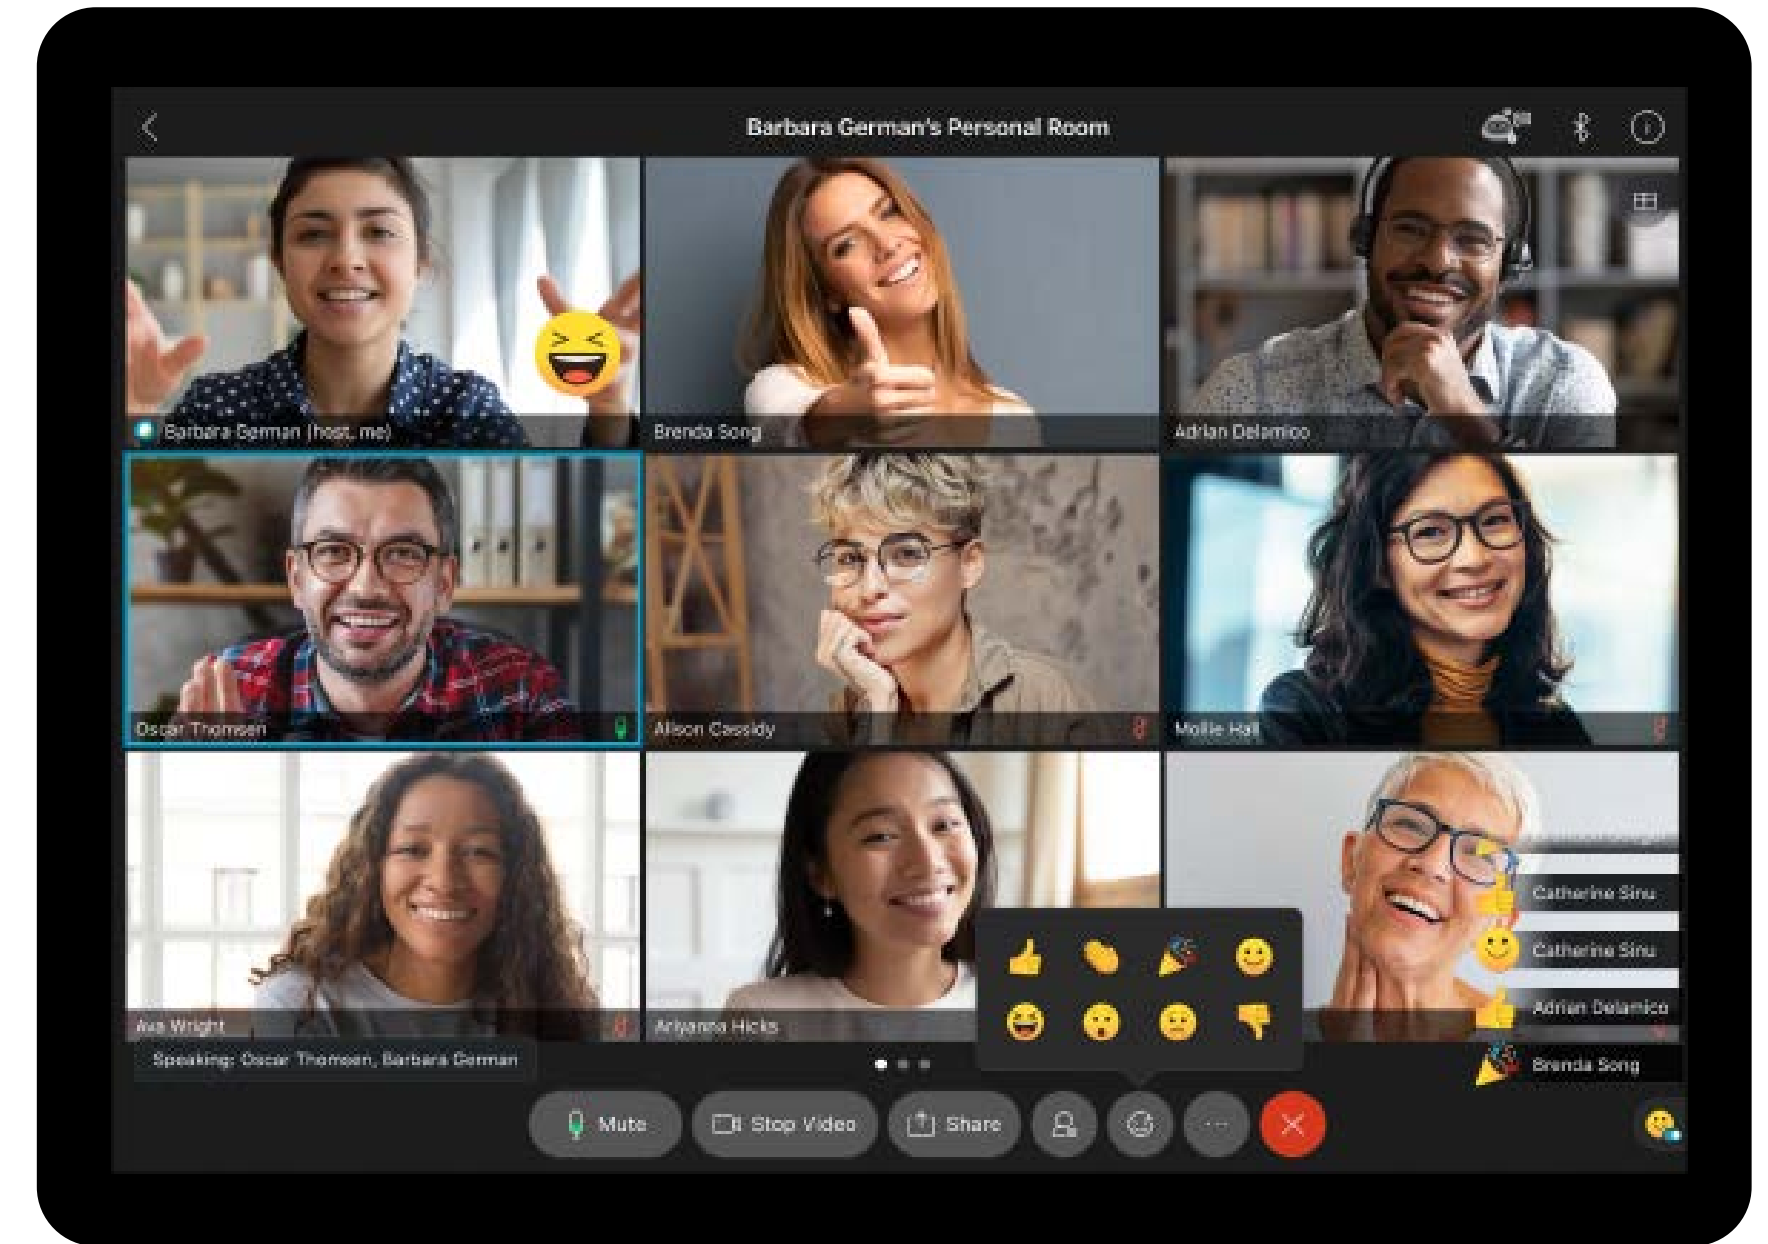 Barbara German's Personal Room
Barbara German (host, me)
Brenda Song
Adrian Delamico
Oscar Thomsen
Alison Cassidy
Mollie Hall
Ava Wright
Ariyanna Hicks
Catherine Sinu
Catherine Sinu
Adrian Delamico
Brenda Song
Speaking: Oscar Thomsen, Barbara German
Mute
Stop Video
Share